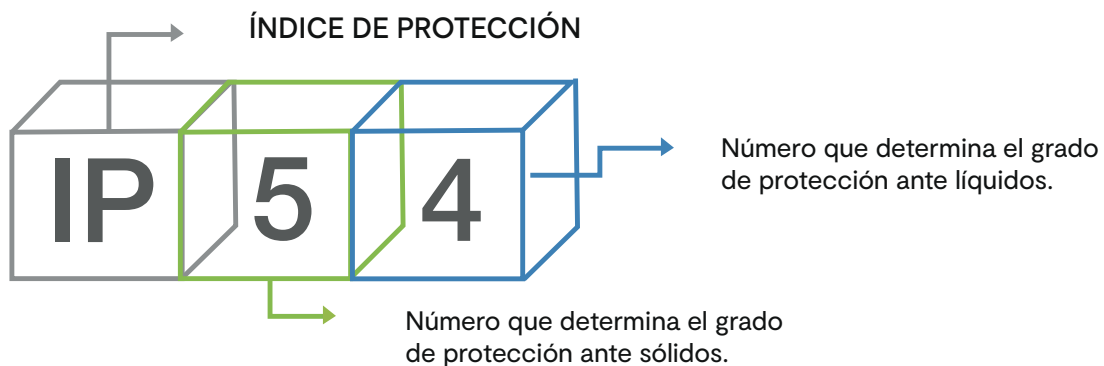 ÍNDICE DE PROTECCIÓN
IP 5 4
Número que determina el grado
de protección ante líquidos.
Número que determina el grado
de protección ante sólidos.